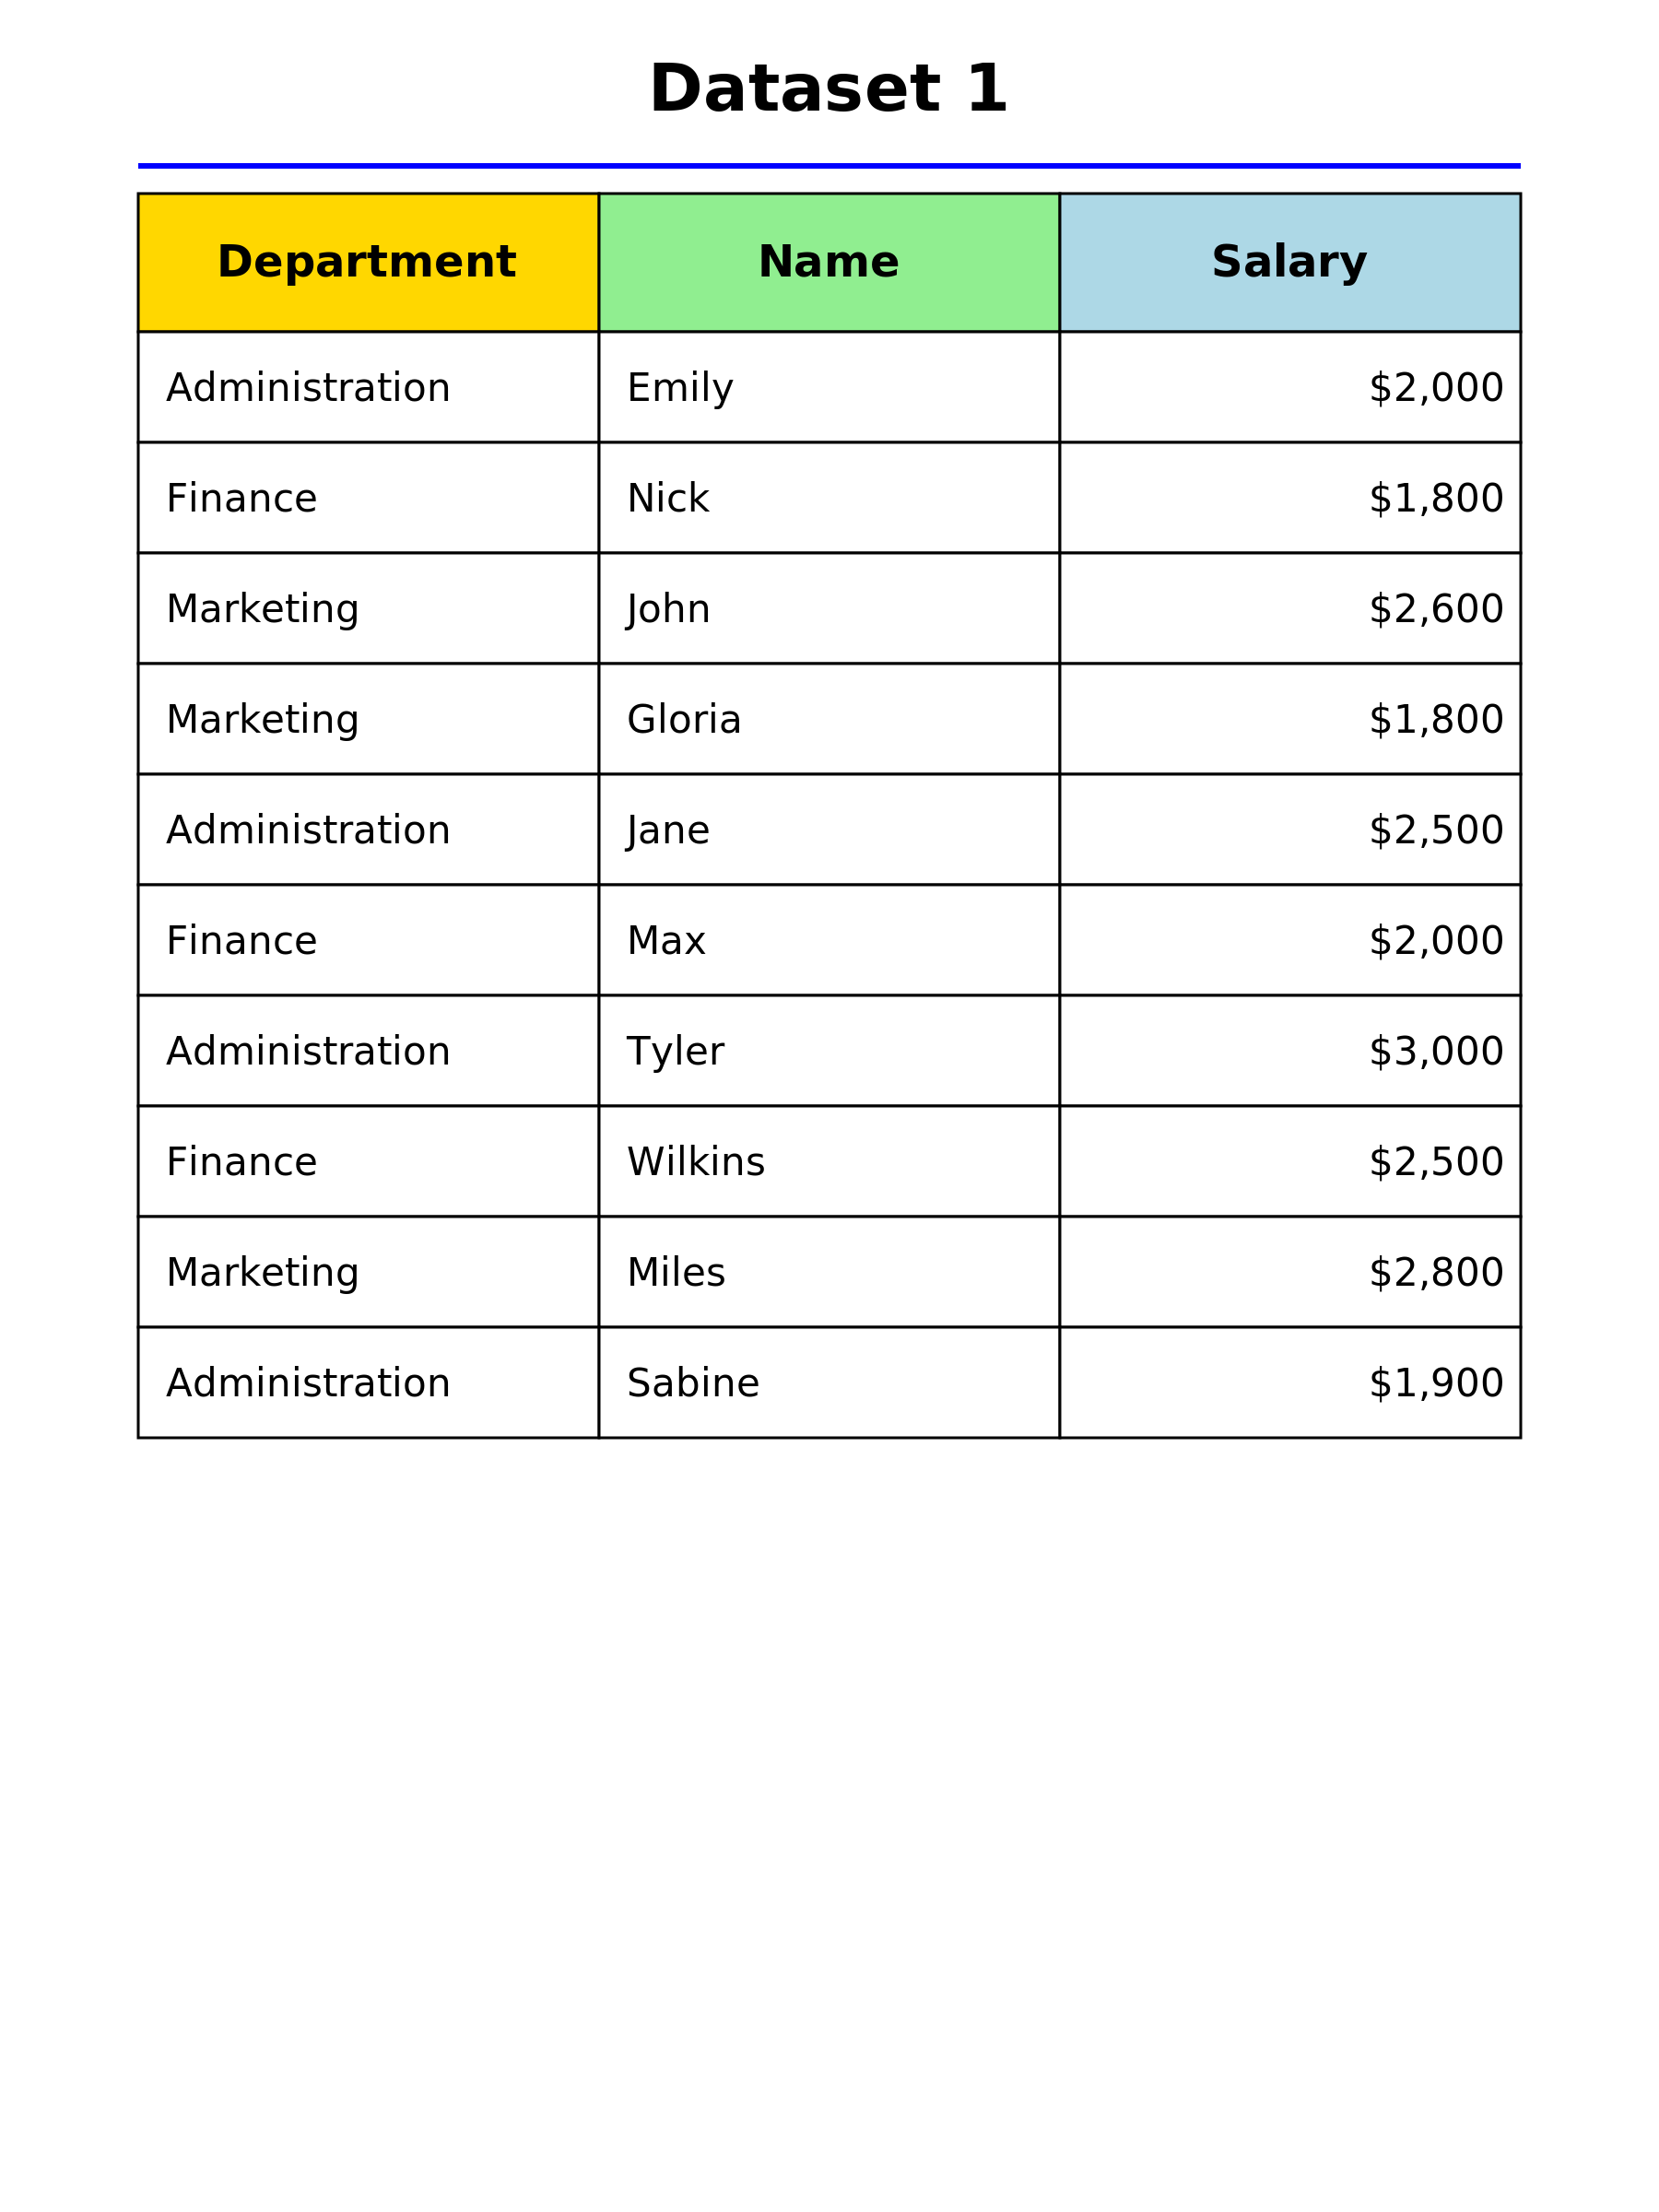 Dataset 1
Department Name Salary
Administration Emily $2,000
Finance Nick $1,800
Marketing John $2,600
Marketing Gloria $1,800
Administration Jane $2,500
Finance Max $2,000
Administration Tyler $3,000
Finance Wilkins $2,500
Marketing Miles $2,800
Administration Sabine $1,900